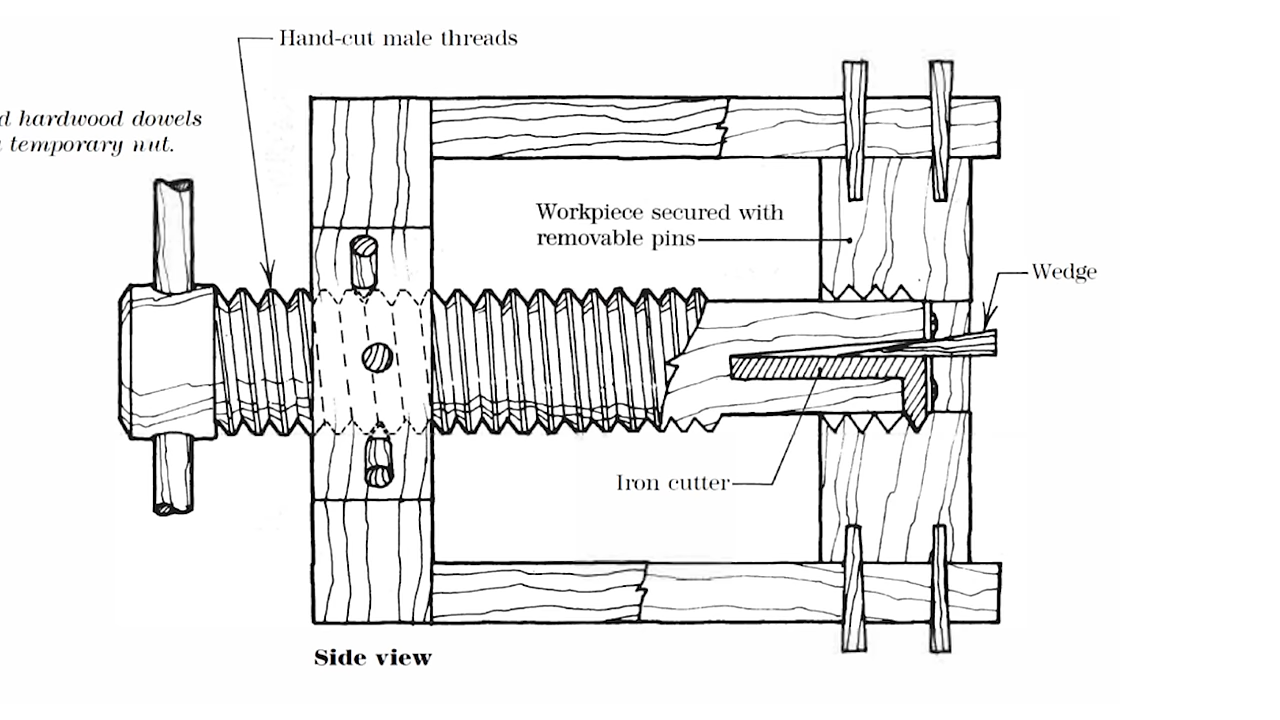 Hand-cut male threads
d hardwood dowels
temporary nut.
Workpiece secured with
removable pins
Wedge
Iron cutter
Side view